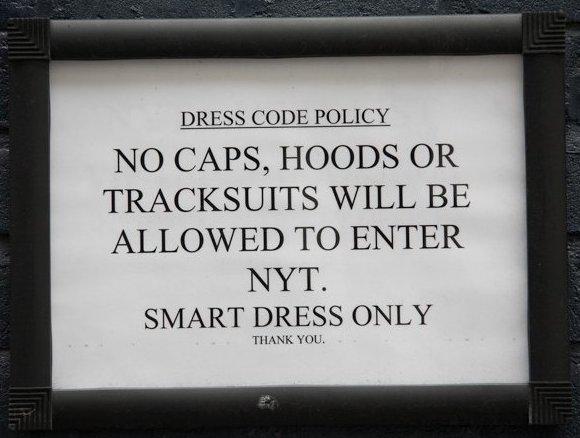 DRESS CODE POLICY
NO CAPS, HOODS OR
TRACKSUITS WILL BE
ALLOWED TO ENTER
NYT.
SMART DRESS ONLY
THANK YOU.